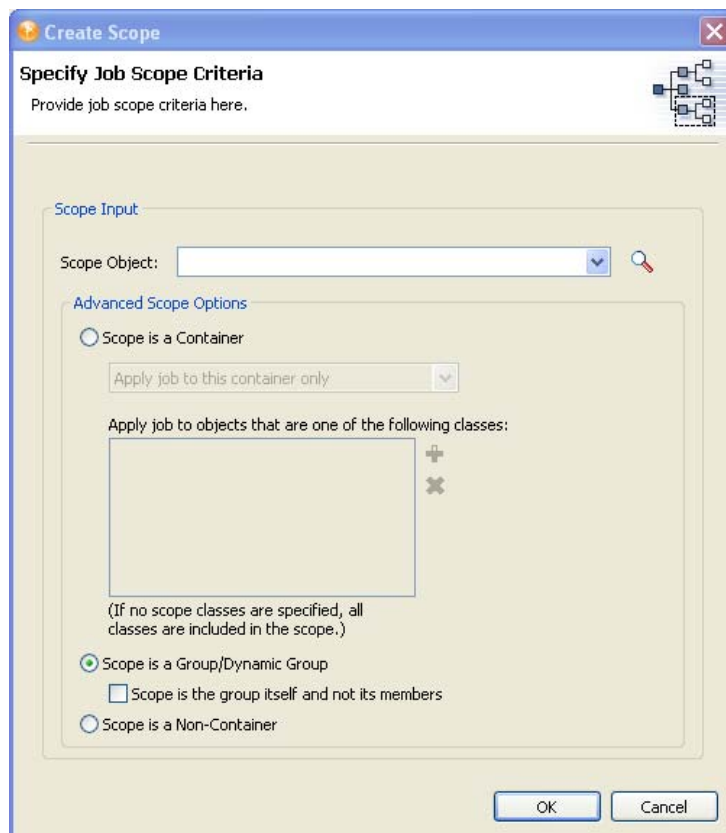 Create Scope
Specify Job Scope Criteria
Provide job scope criteria here.
Scope Input
Scope Object:
Advanced Scope Options
Scope is a Container
Apply job to this container only
Apply job to objects that are one of the following classes:
(If no scope classes are specified, all
classes are included in the scope.)
Scope is a Group/Dynamic Group
Scope is the group itself and not its members
Scope is a Non-Container
OK
Cancel